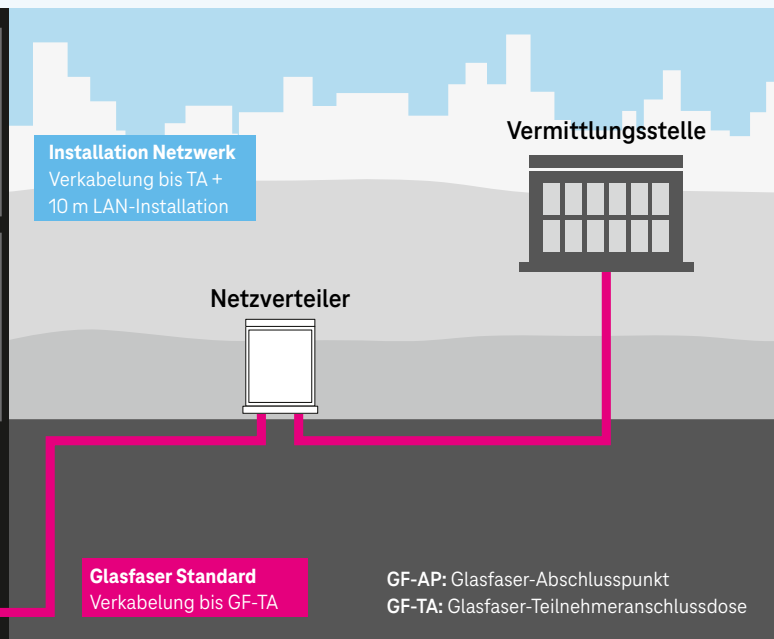 Vermittlungsstelle
Installation Netzwerk
Verkabelung bis TA +
10 m LAN-Installation
Netzverteiler
Glasfaser Standard
Verkabelung bis GF-TA
GF-AP: Glasfaser-Abschlusspunkt
GF-TA: Glasfaser-Teilnehmeranschlussdose